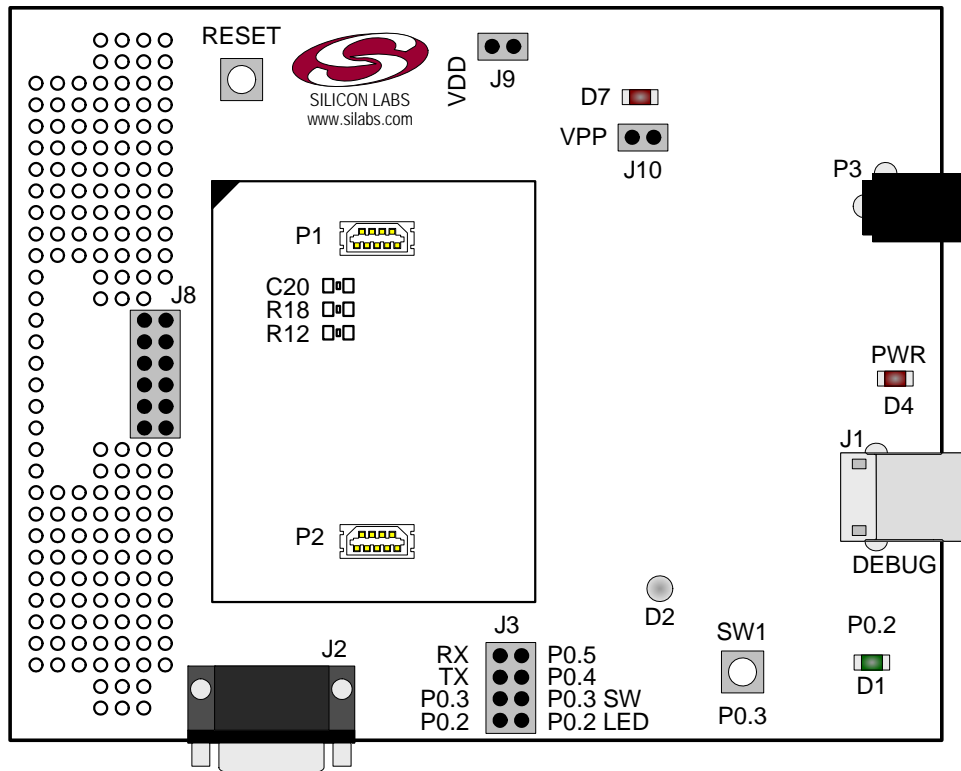 RESET
SILICON LABS
www.silabs.com
VDD
J9
D7
VPP
J10
P3
P1
C20
R18
R12
J8
PWR
D4
J1
DEBUG
P2
D2
J3
RX P0.5
TX P0.4
P0.3 P0.3 SW
P0.2 P0.2 LED
J2
SW1
P0.3
P0.2
D1